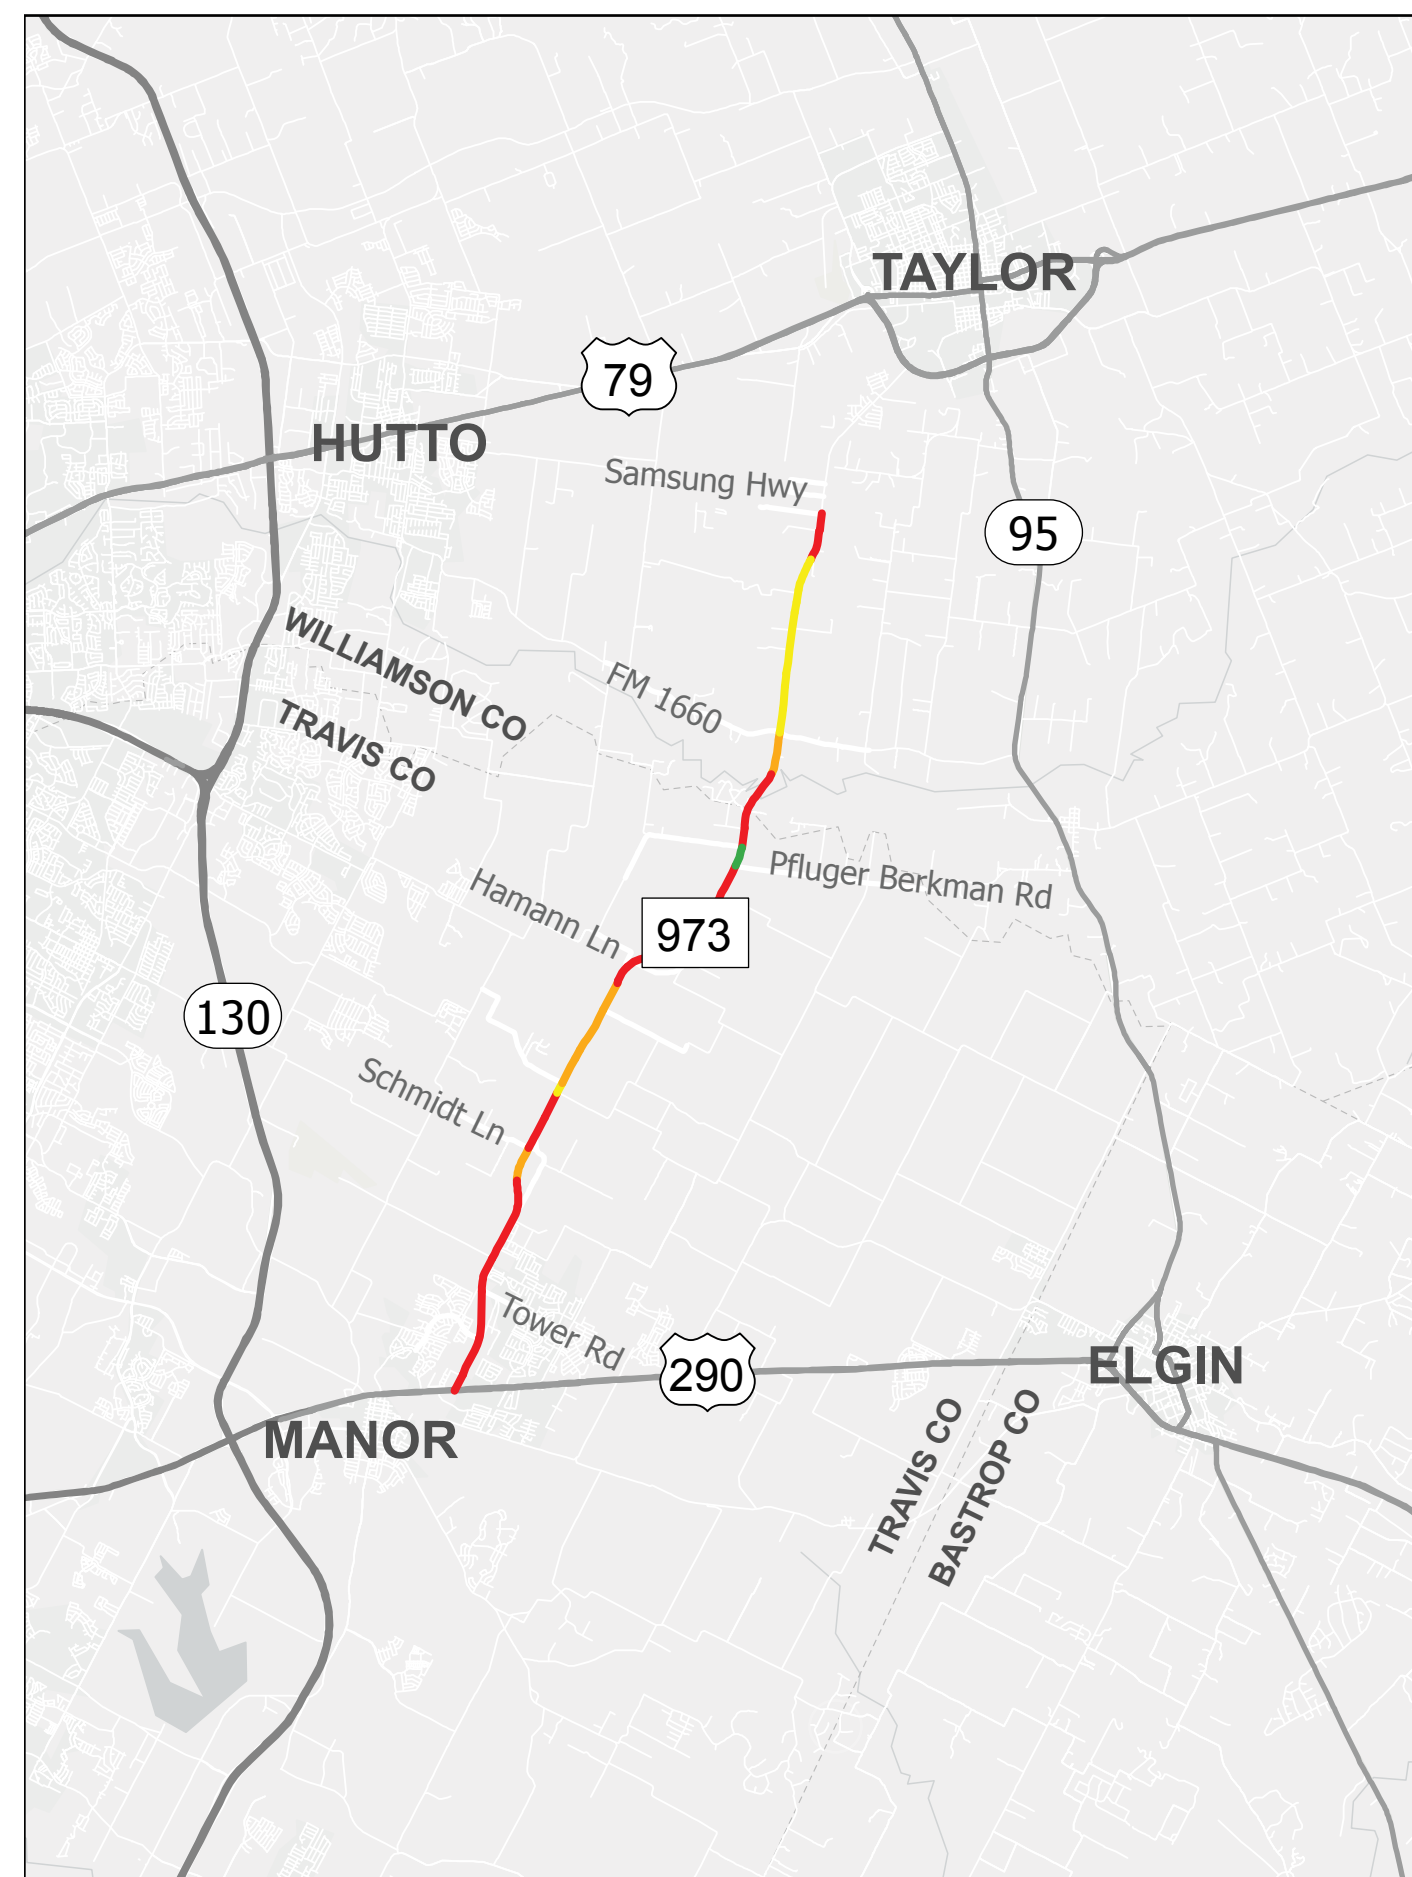 TAYLOR
79
HUTTO
Samsung Hwy
95
WILLIAMSON CO
TRAVIS CO
FM 1660
Pfluger Berkman Rd
Hamann Ln
973
130
Schmidt Ln
Tower Rd
290
ELGIN
MANOR
TRAVIS CO
BASTROP CO